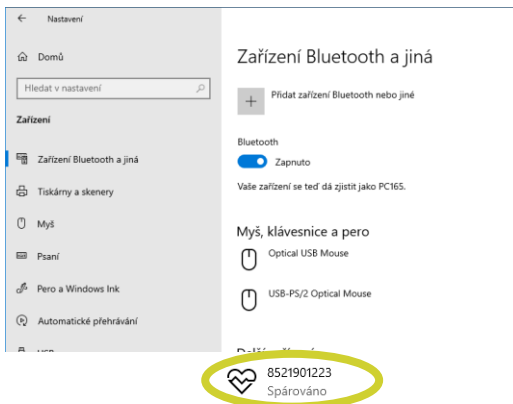 Nastavení
Domů
Hledat v nastavení
Zařízení
Zařízení Bluetooth a jiná
Tiskárny a skenery
Myš
Psaní
Pero a Windows Ink
Automatické přehrávání
Zařízení Bluetooth a jiná
Přidat zařízení Bluetooth nebo jiné
Bluetooth
Zapnuto
Vaše zařízení se teď dá zjistit jako PC165.
Myš, klávesnice a pero
Optical USB Mouse
USB-PS/2 Optical Mouse
8521901223
Spárováno